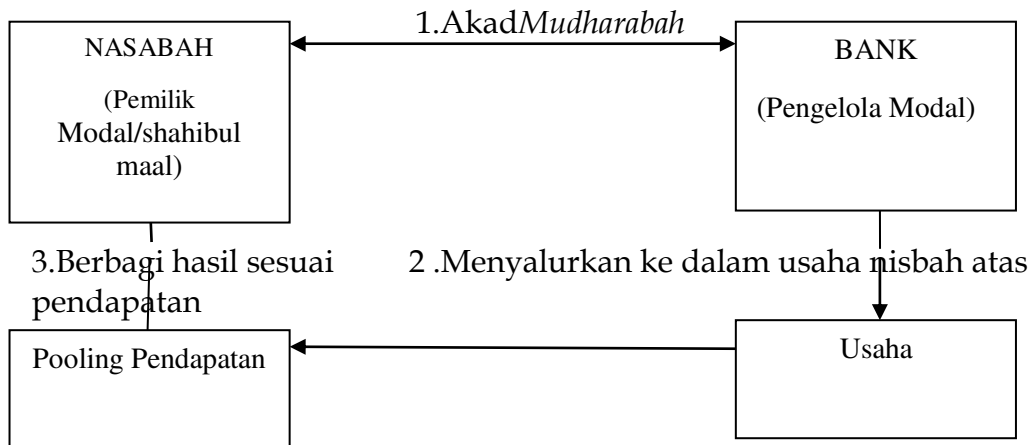 1.AkadMudharabah
NASABAH
(Pemilik
Modal/shahibul
maal)
BANK
(Pengelola Modal)
3.Berbagi hasil sesuai
pendapatan
2 .Menyalurkan ke dalam usaha nisbah atas
Pooling Pendapatan
Usaha